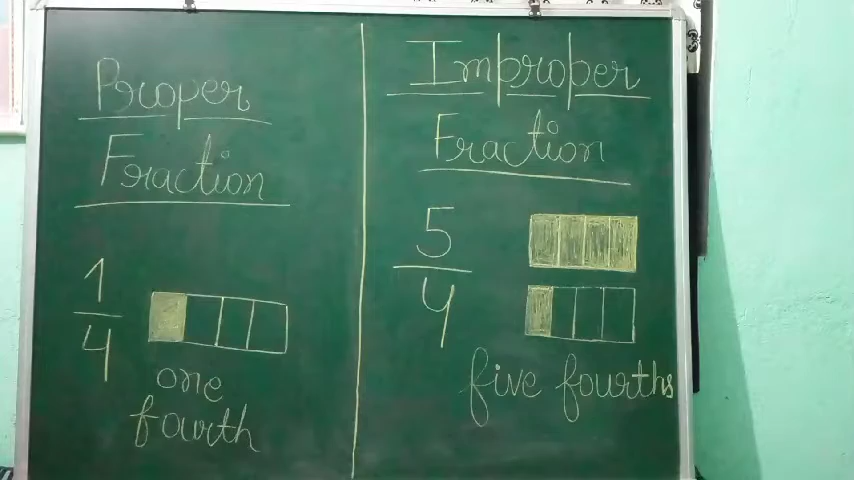 Proper
Fraction
1
4
one
fourth
Improper
Fraction
5
4
five fourths